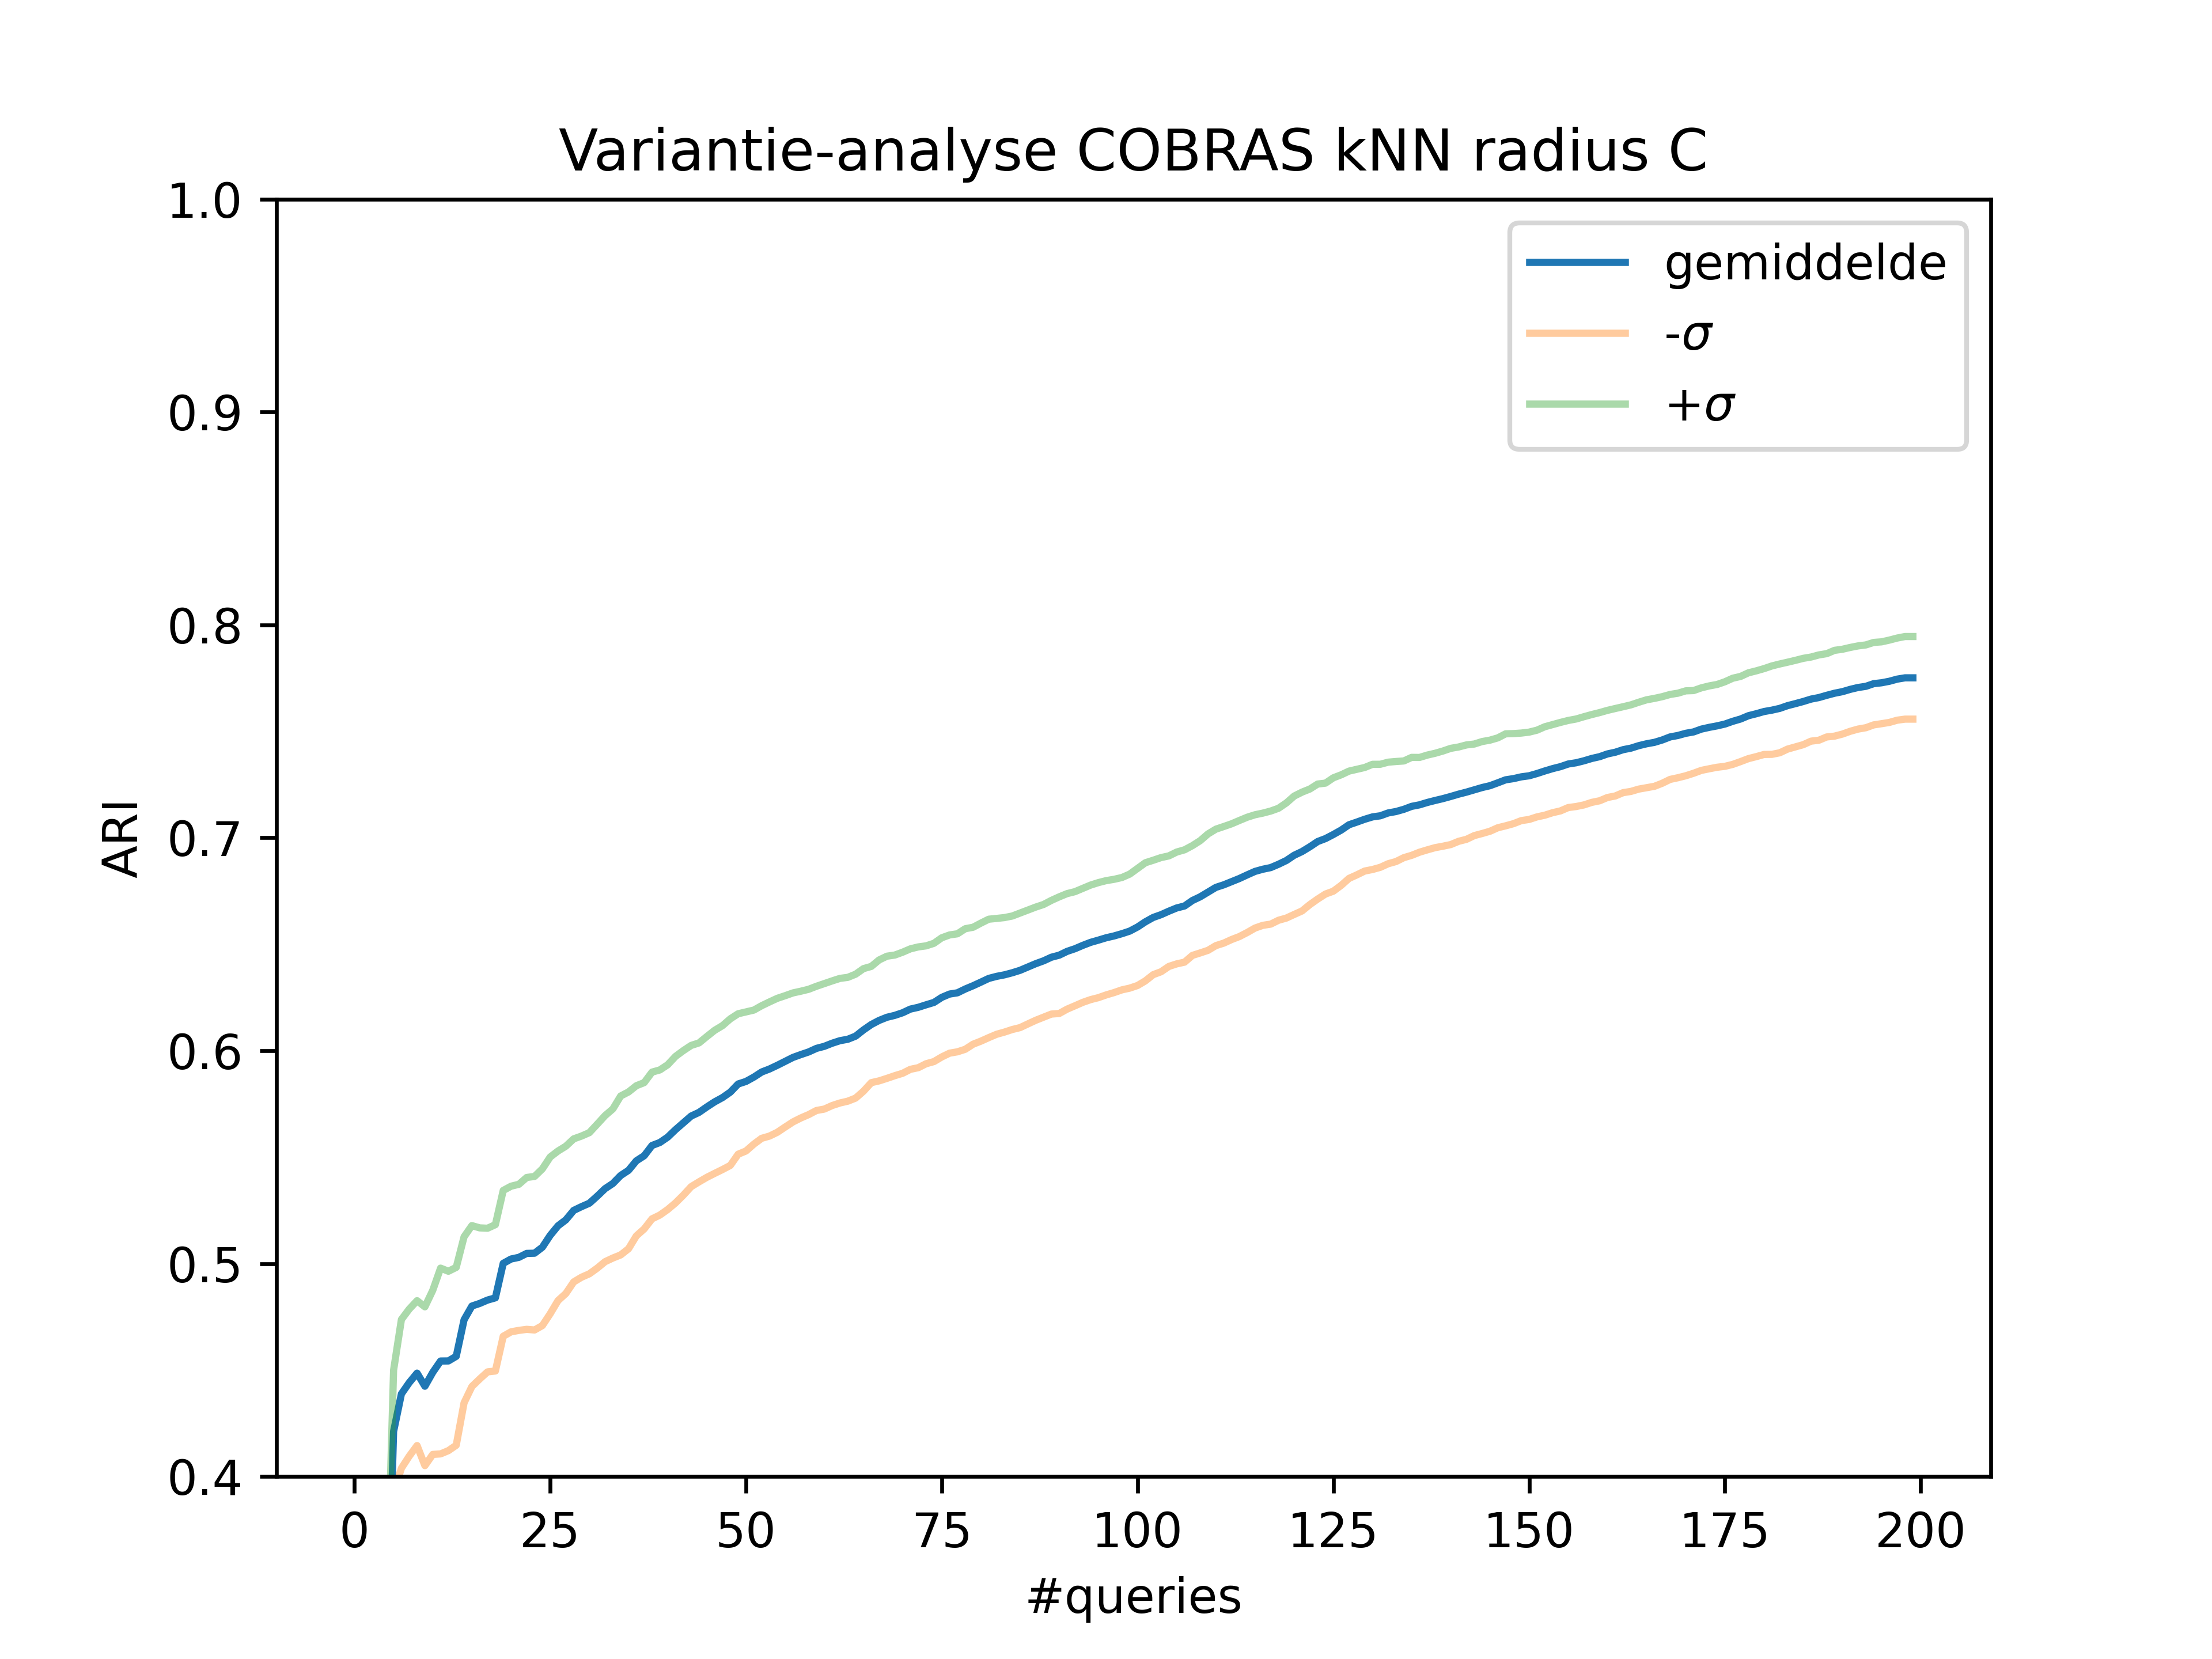 Variantie-analyse COBRAS kNN radius C
1.0
0.9
0.8
0.7
0.6
0.5
0.4
ARI
gemiddelde
-σ
+σ
0 25 50 75 100 125 150 175 200
#queries